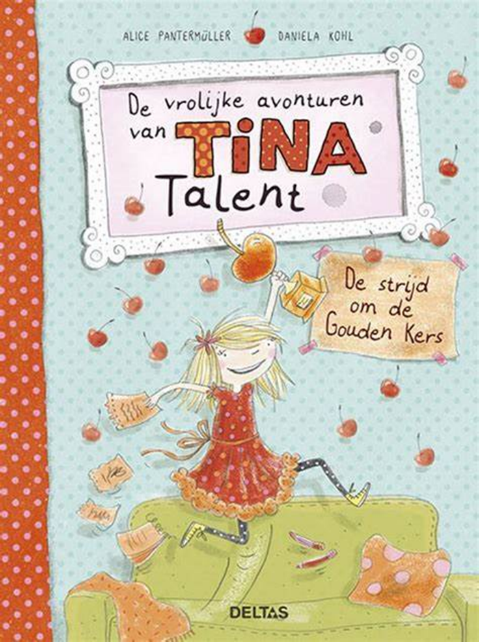 ALICE PANTERMÜLLER DANIELA KOHL
De vrolijke avonturen
van TiNA
Talent
De strijd
om de
Gouden Kers
DELTAS